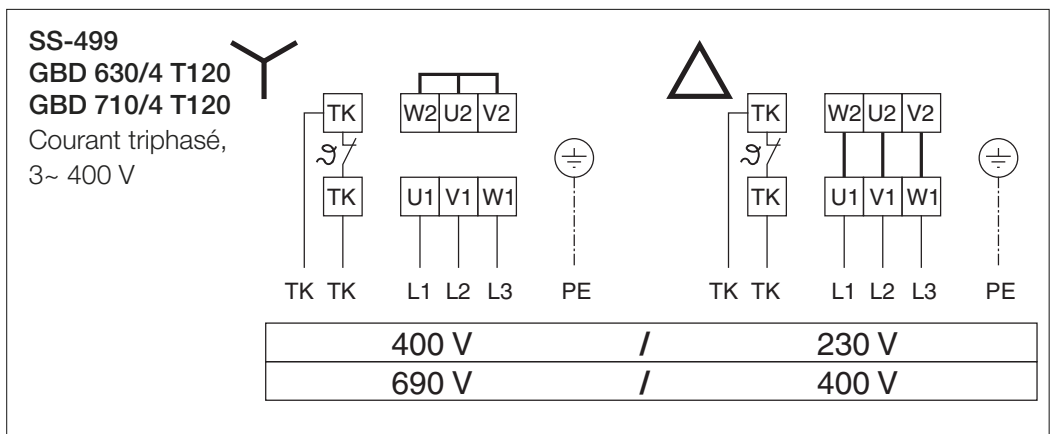 SS-499
GBD 630/4 T120
GBD 710/4 T120
Courant triphasé,
3~ 400 V
TK W2 U2 V2 TK W2 U2 V2
ϑ ϑ
TK U1 V1 W1 TK U1 V1 W1
TK TK L1 L2 L3 PE TK TK L1 L2 L3 PE
400 V / 230 V
690 V / 400 V